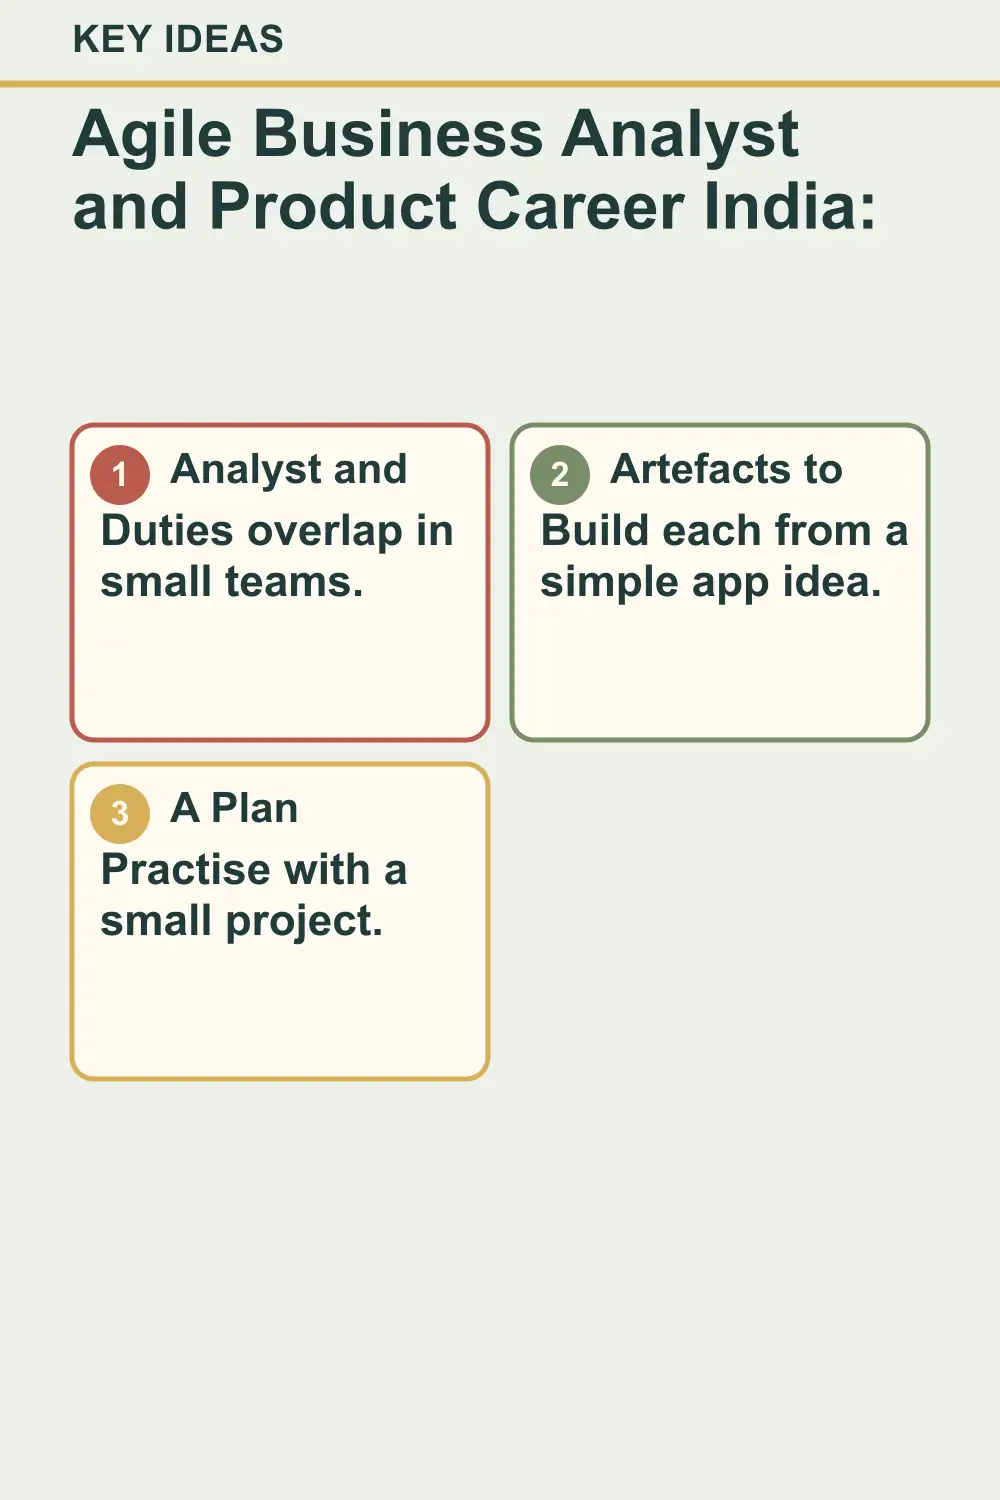 KEY IDEAS
Agile Business Analyst
and Product Career India:
1 Analyst and
Duties overlap in
small teams.
2 Artefacts to
Build each from a
simple app idea.
3 A Plan
Practise with a
small project.